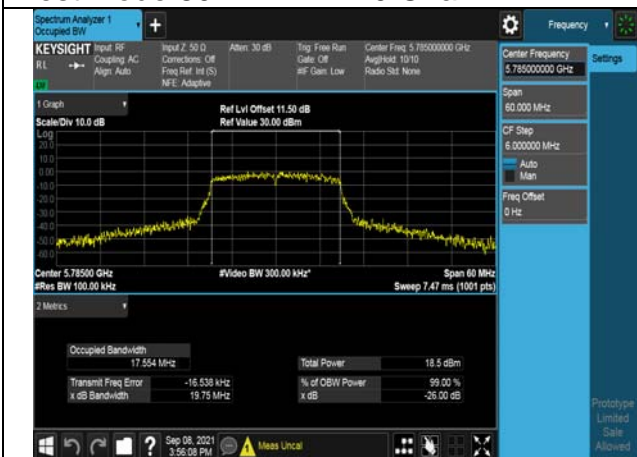 Spectrum Analyzer 1
Occupied BW
+
Frequency
KEYSIGHT
RL
Input: RF
Coupling: AC
Align: Auto
Input Z: 50 Ω
Corrections: Off
Freq Ref: Int (S)
NFE: Adaptive
Atten: 30 dB
Trig: Free Run
Gate: Off
#IF Gain: Low
Center Freq: 5.785000000 GHz
Avg|Hold: 10/10
Radio Std: None
Center Frequency
5.785000000 GHz
Settings
Span
60.000 MHz
CF Step
6.000000 MHz
Auto
Man
Freq Offset
0 Hz
1 Graph
Scale/Div 10.0 dB
Ref Lvl Offset 11.50 dB
Ref Value 30.00 dBm
Log
20.0
10.0
0.00
-10.0
-20.0
-30.0
-40.0
-50.0
-60.0
Center 5.78500 GHz
#Res BW 100.00 kHz
#Video BW 300.00 kHz*
Span 60 MHz
Sweep 7.47 ms (1001 pts)
2 Metrics
Occupied Bandwidth
17.554 MHz
Total Power
18.5 dBm
Transmit Freq Error
-16.538 kHz
% of OBW Power
99.00 %
x dB Bandwidth
19.75 MHz
x dB
-26.00 dB
Prototype
Limited
Sale
Allowed
?
Sep 08, 2021
3:56:08 PM
Meas Uncal